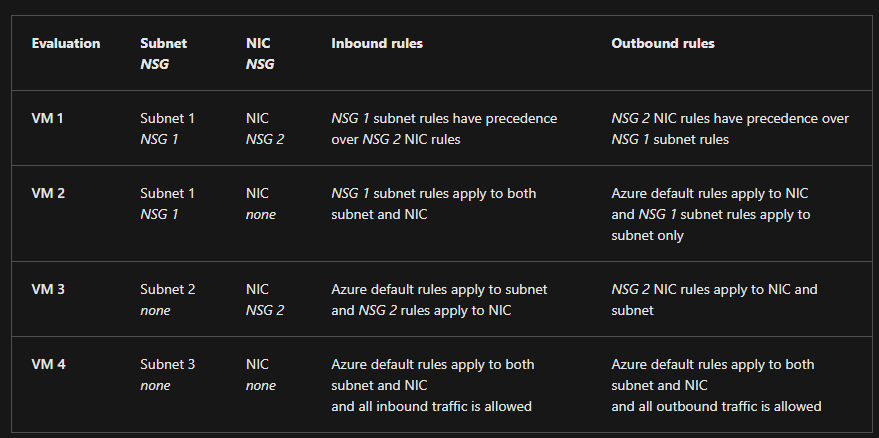 Evaluation Subnet NIC Inbound rules Outbound rules
NSG NSG
VM 1 Subnet 1 NIC NSG 1 subnet rules have precedence NSG 2 NIC rules have precedence over
NSG 1 NSG 2 over NSG 2 NIC rules NSG 1 subnet rules
VM 2 Subnet 1 NIC NSG 1 subnet rules apply to both Azure default rules apply to NIC
NSG 1 none subnet and NIC and NSG 1 subnet rules apply to
subnet only
VM 3 Subnet 2 NIC Azure default rules apply to subnet NSG 2 NIC rules apply to NIC and
none NSG 2 and NSG 2 rules apply to NIC subnet
VM 4 Subnet 3 NIC Azure default rules apply to both Azure default rules apply to both
none none subnet and NIC subnet and NIC
and all inbound traffic is allowed and all outbound traffic is allowed